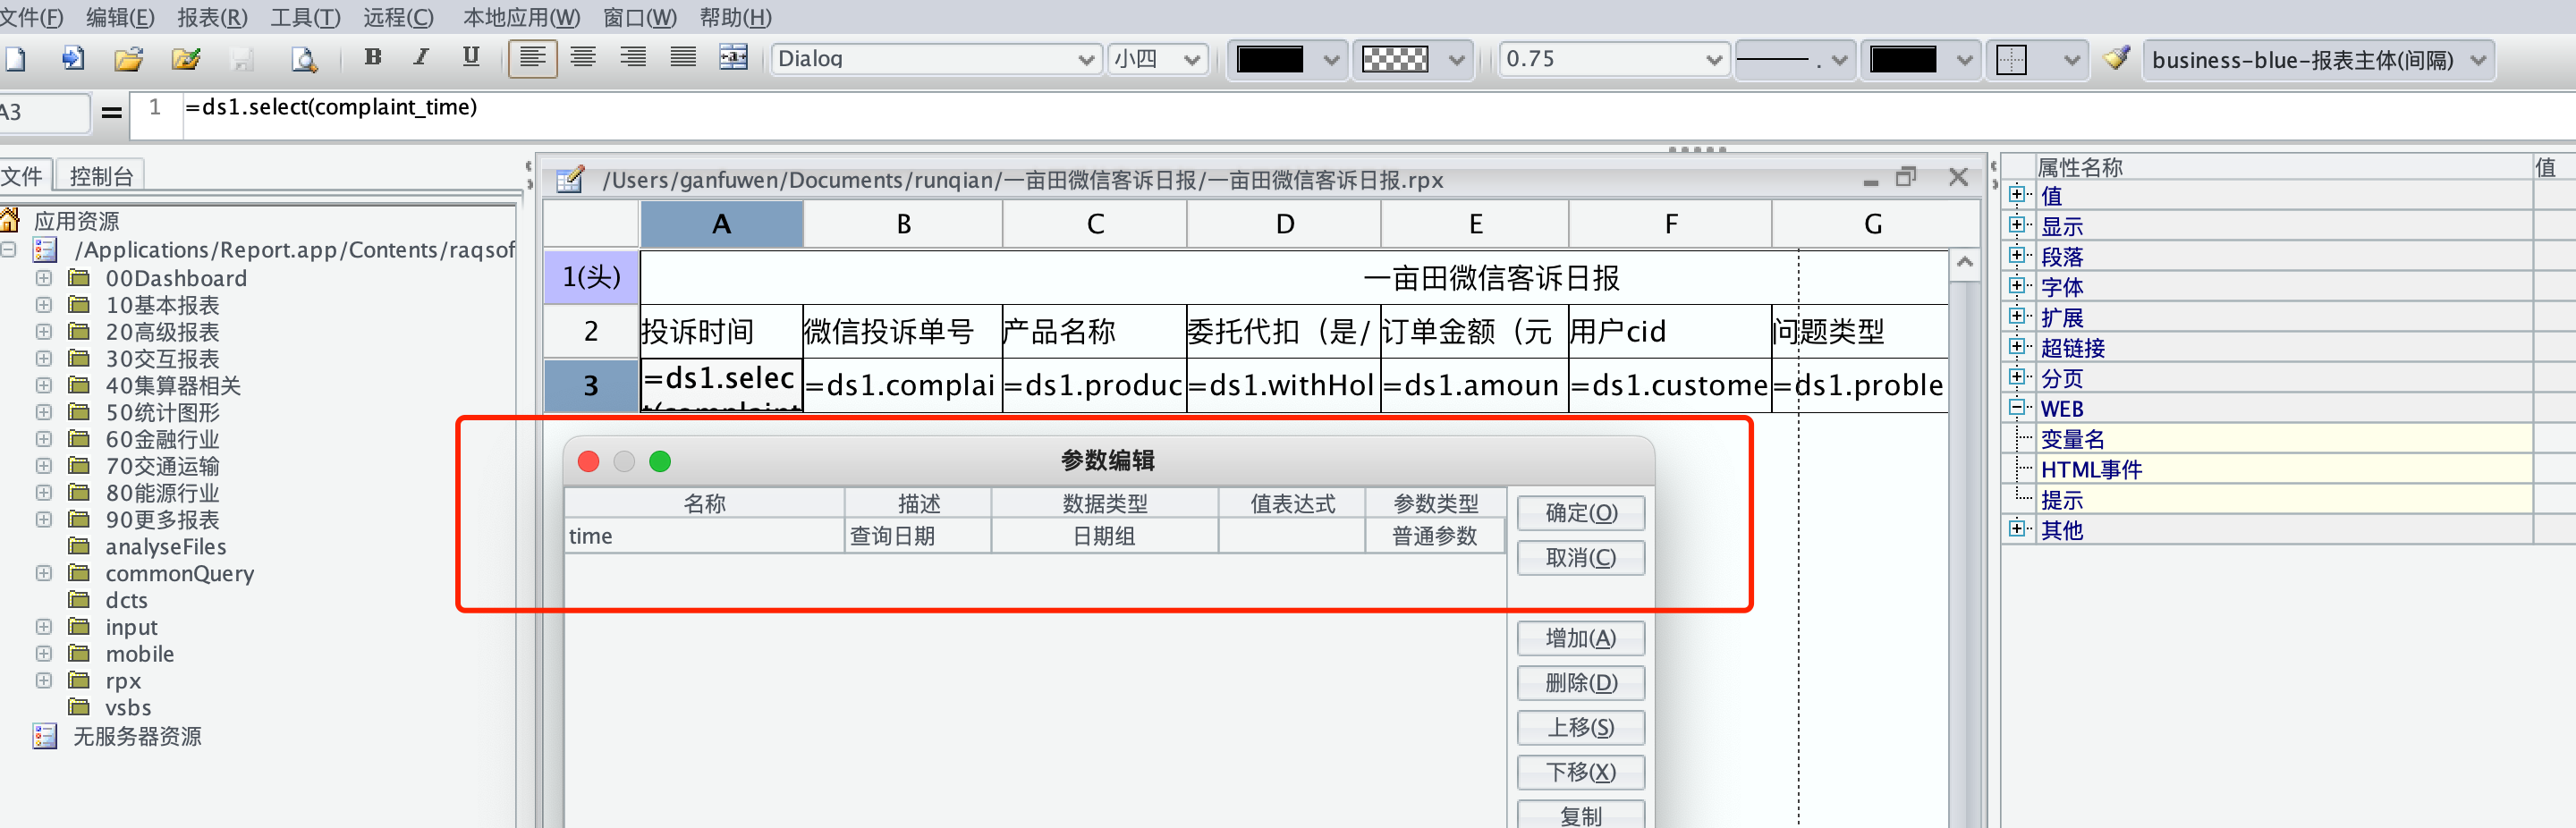 文件(F) 编辑(E) 报表(R) 工具(T) 远程(C) 本地应用(W) 窗口(W) 帮助(H)
B I U Dialog 小四 0.75 business-blue-报表主体(间隔)
A3 = 1 =ds1.select(complaint_time)
文件 控制台
应用资源
/Applications/Report.app/Contents/raqsof
00Dashboard
10基本报表
20高级报表
30交互报表
40集算器相关
50统计图形
60金融行业
70交通运输
80能源行业
90更多报表
analyseFiles
commonQuery
dcts
input
mobile
rpx
vsbs
无服务器资源
/Users/ganfuwen/Documents/runqian/一亩田微信客诉日报/一亩田微信客诉日报.rpx
A B C D E F G
1(头) 一亩田微信客诉日报
2 投诉时间 微信投诉单号 产品名称 委托代扣（是/ 订单金额（元 用户cid 问题类型
3 =ds1.selec =ds1.complai =ds1.produc =ds1.withHol =ds1.amoun =ds1.custome =ds1.proble
t(complaint
参数编辑
名称 描述 数据类型 值表达式 参数类型
time 查询日期 日期组 普通参数
确定(O)
取消(C)
增加(A)
删除(D)
上移(S)
下移(X)
复制
属性名称 值
值
显示
段落
字体
扩展
超链接
分页
WEB
变量名
HTML事件
提示
其他